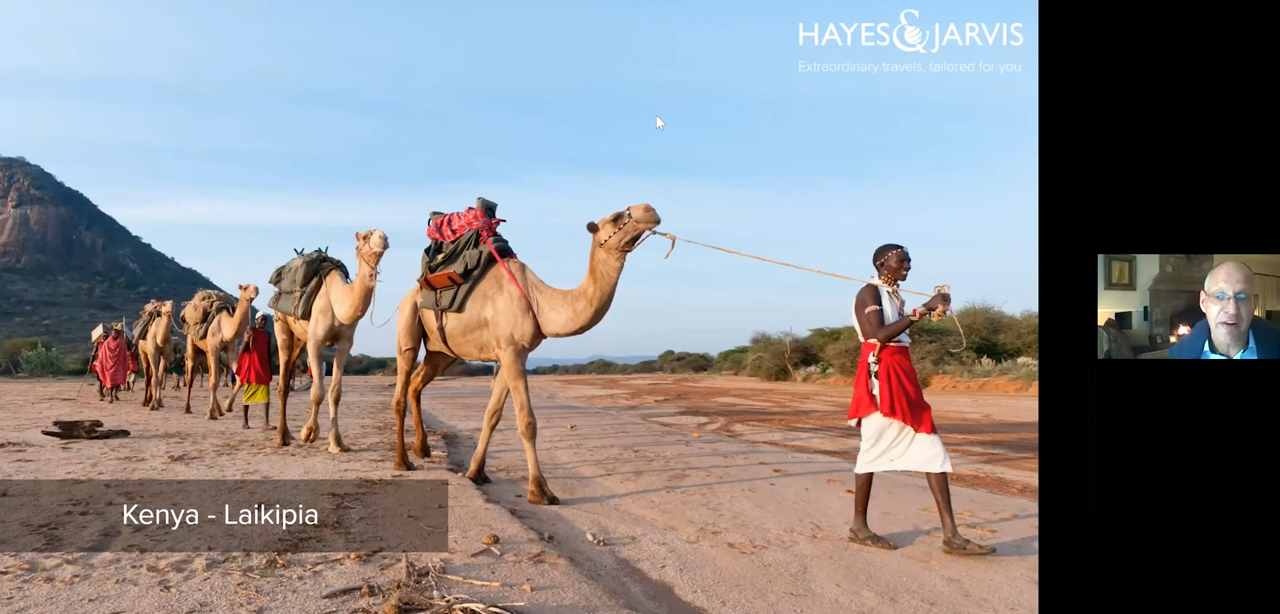 HAYES & JARVIS
Extraordinary travels, tailored for you
Kenya - Laikipia